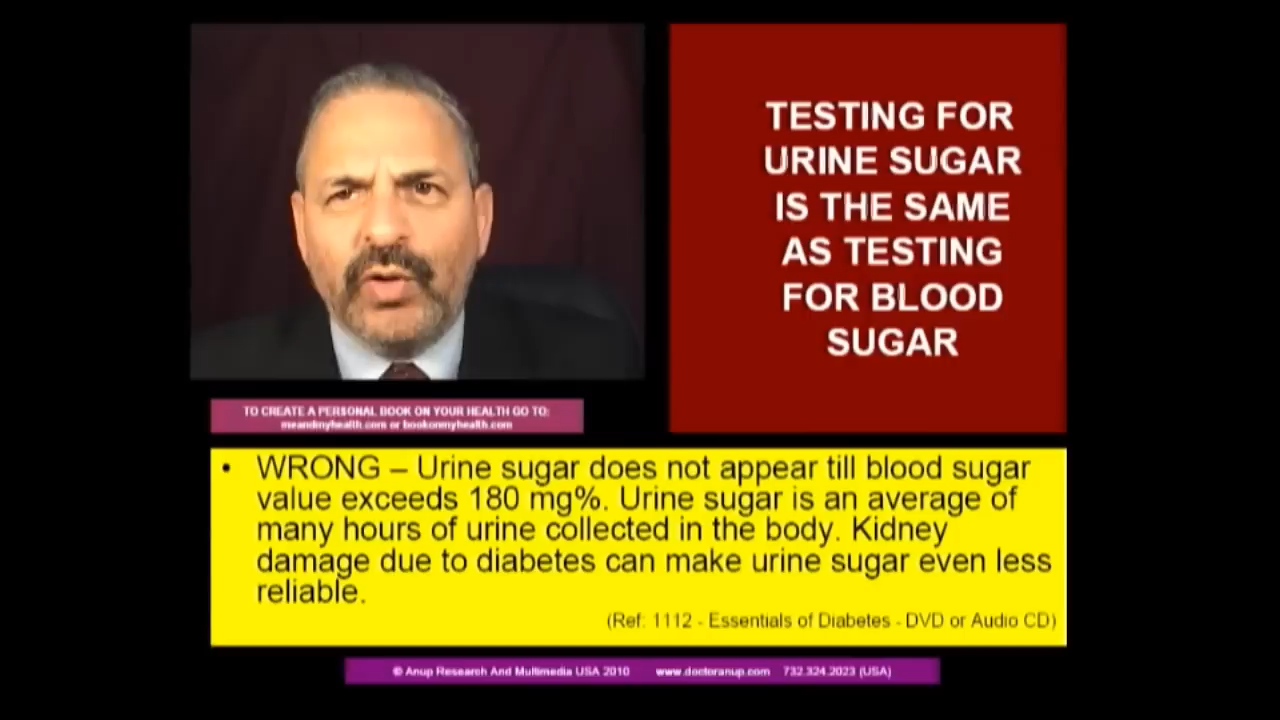 TESTING FOR
URINE SUGAR
IS THE SAME
AS TESTING
FOR BLOOD
SUGAR
TO CREATE A PERSONAL BOOK ON YOUR HEALTH GO TO:
meandmyhealth.com or bookonmyhealth.com
• WRONG – Urine sugar does not appear till blood sugar
value exceeds 180 mg%. Urine sugar is an average of
many hours of urine collected in the body. Kidney
damage due to diabetes can make urine sugar even less
reliable.
(Ref: 1112 - Essentials of Diabetes - DVD or Audio CD)
© Anup Research And Multimedia USA 2010 www.doctoranup.com 732.324.2023 (USA)